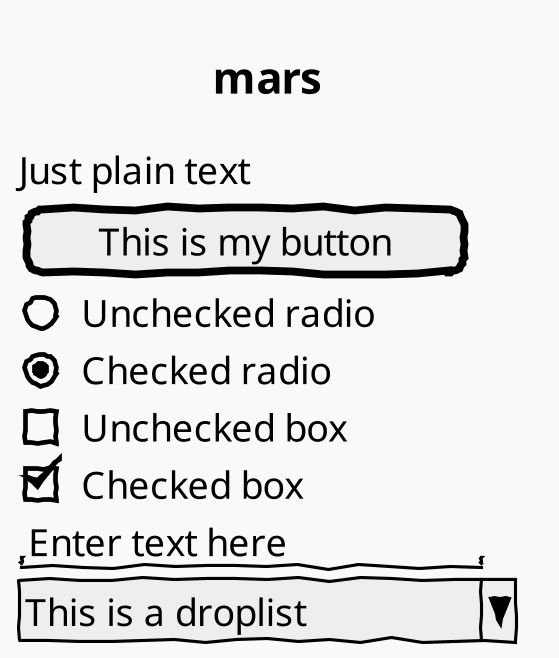 mars
Just plain text
This is my button
Unchecked radio
Checked radio
Unchecked box
Checked box
Enter text here
This is a droplist